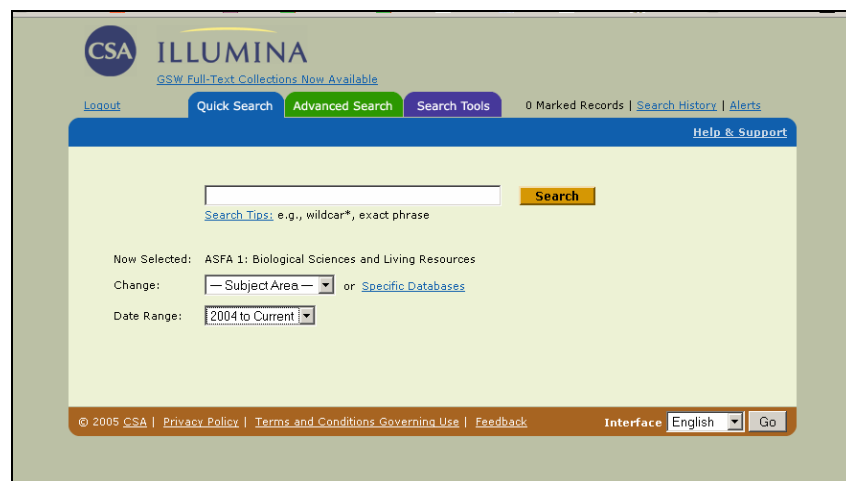 CSA ILLUMINA
GSW Full-Text Collections Now Available
Logout Quick Search Advanced Search Search Tools 0 Marked Records | Search History | Alerts
Help & Support
Search
Search Tips: e.g., wildcar*, exact phrase
Now Selected: ASFA 1: Biological Sciences and Living Resources
Change: — Subject Area — or Specific Databases
Date Range: 2004 to Current
© 2005 CSA | Privacy Policy | Terms and Conditions Governing Use | Feedback Interface English Go